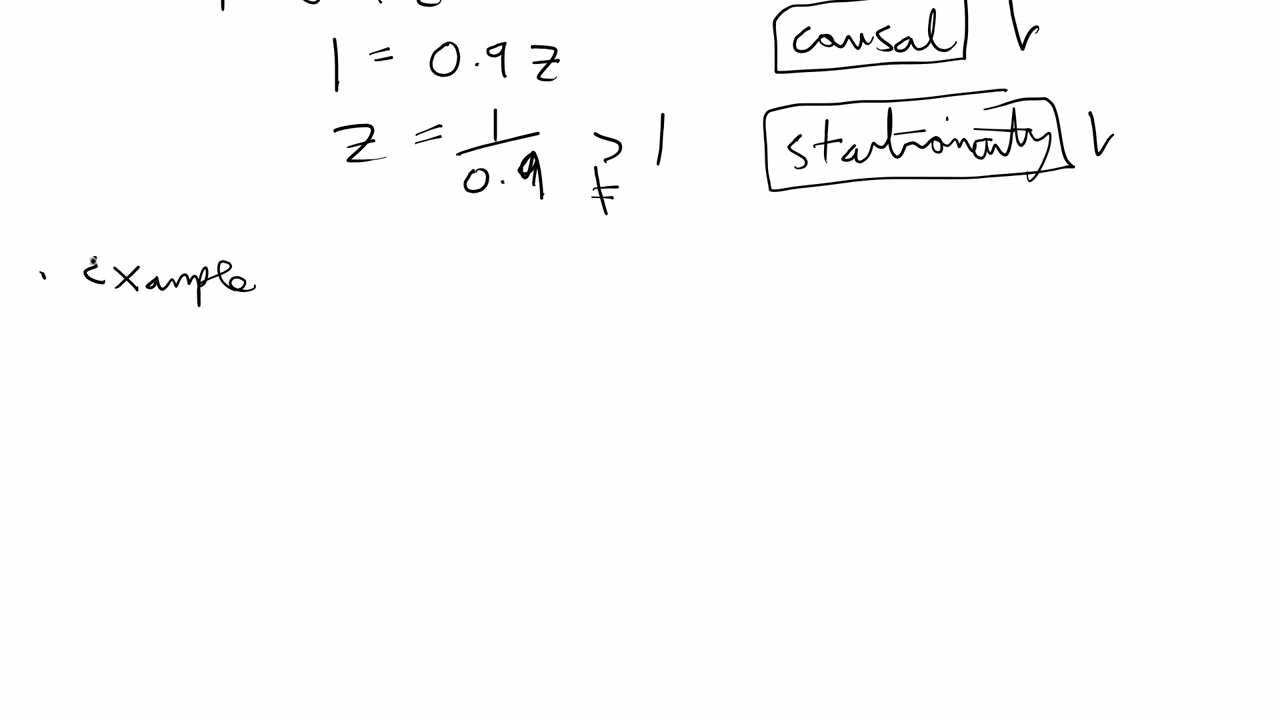 1 = 0.9 z
causal ✓
z = 1/0.9 > 1
≠
stationarity ✓
· Example